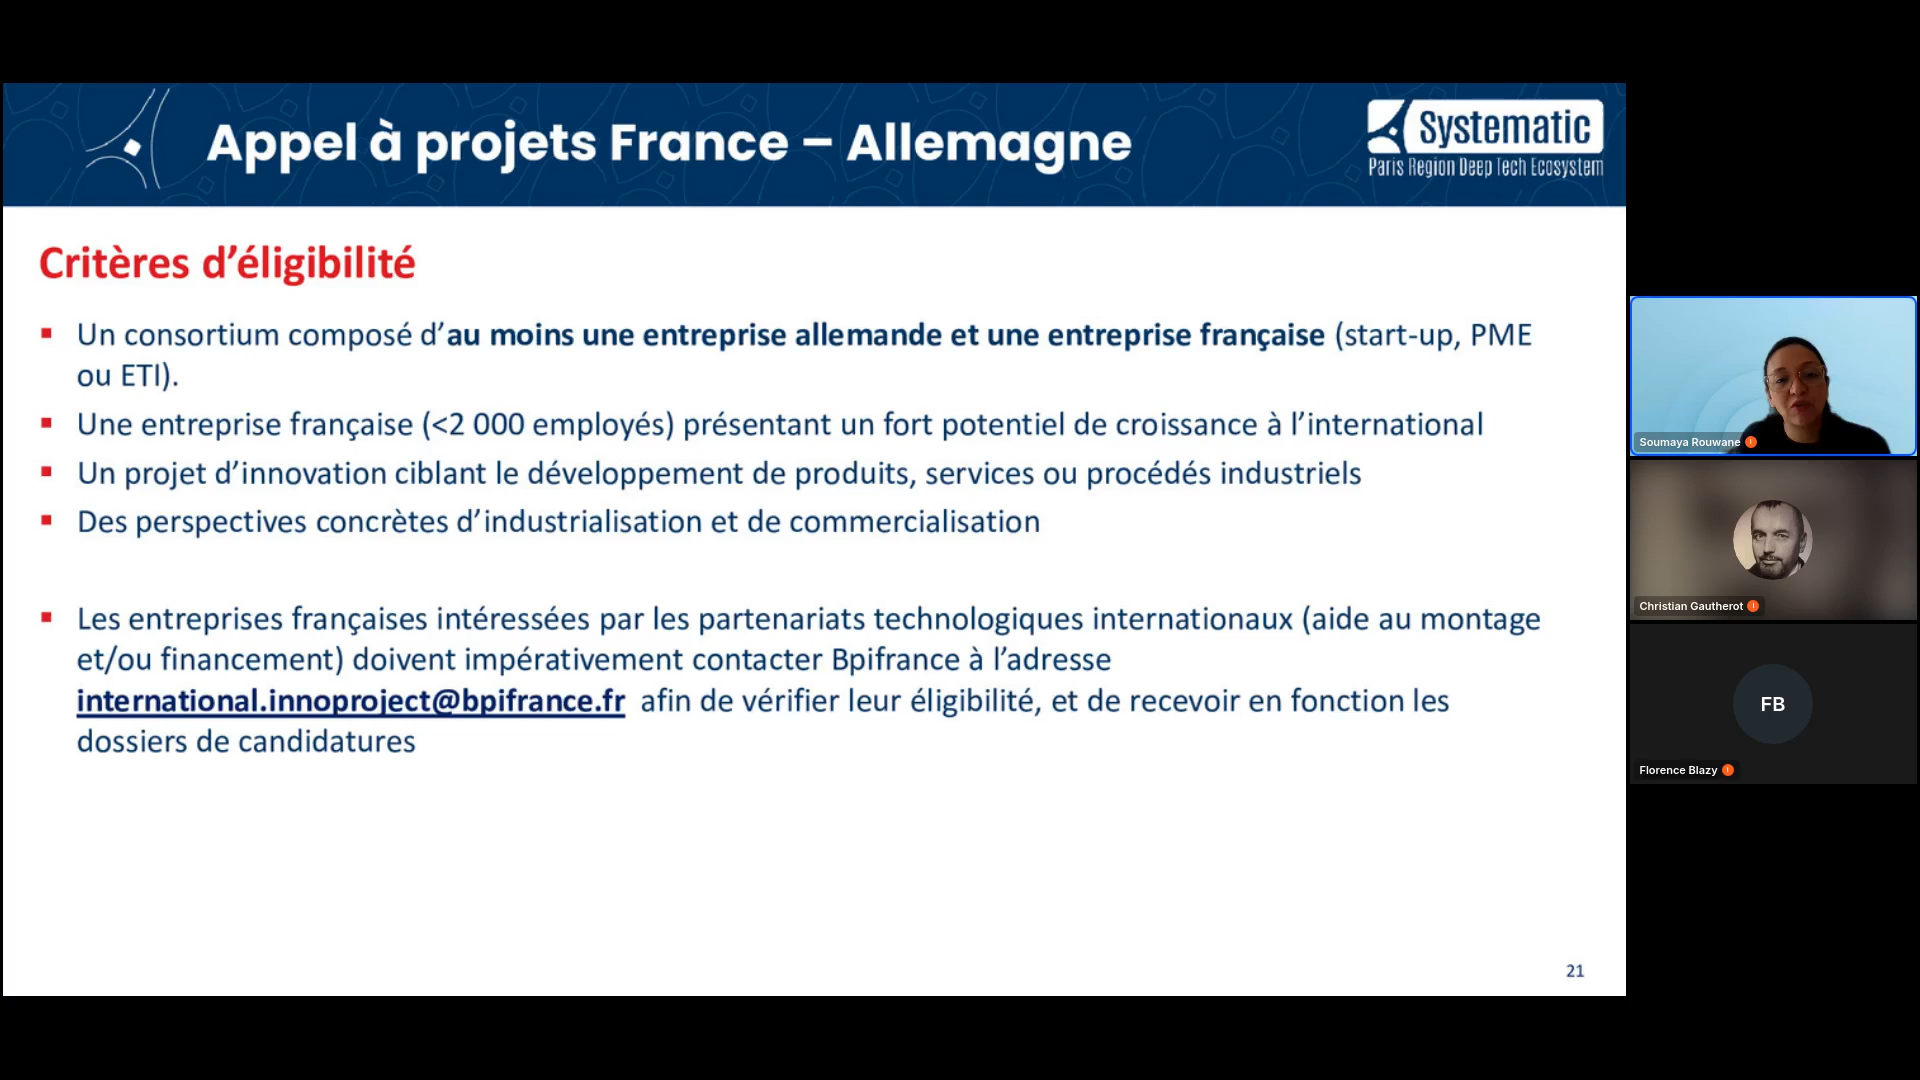 Appel à projets France – Allemagne
Systematic
Paris Region Deep Tech Ecosystem
Critères d’éligibilité
▪ Un consortium composé d’au moins une entreprise allemande et une entreprise française (start-up, PME
ou ETI).
▪ Une entreprise française (<2 000 employés) présentant un fort potentiel de croissance à l’international
▪ Un projet d’innovation ciblant le développement de produits, services ou procédés industriels
▪ Des perspectives concrètes d’industrialisation et de commercialisation
▪ Les entreprises françaises intéressées par les partenariats technologiques internationaux (aide au montage
et/ou financement) doivent impérativement contacter Bpifrance à l’adresse
international.innoproject@bpifrance.fr afin de vérifier leur éligibilité, et de recevoir en fonction les
dossiers de candidatures
21
Soumaya Rouwane
Christian Gautherot
FB
Florence Blazy